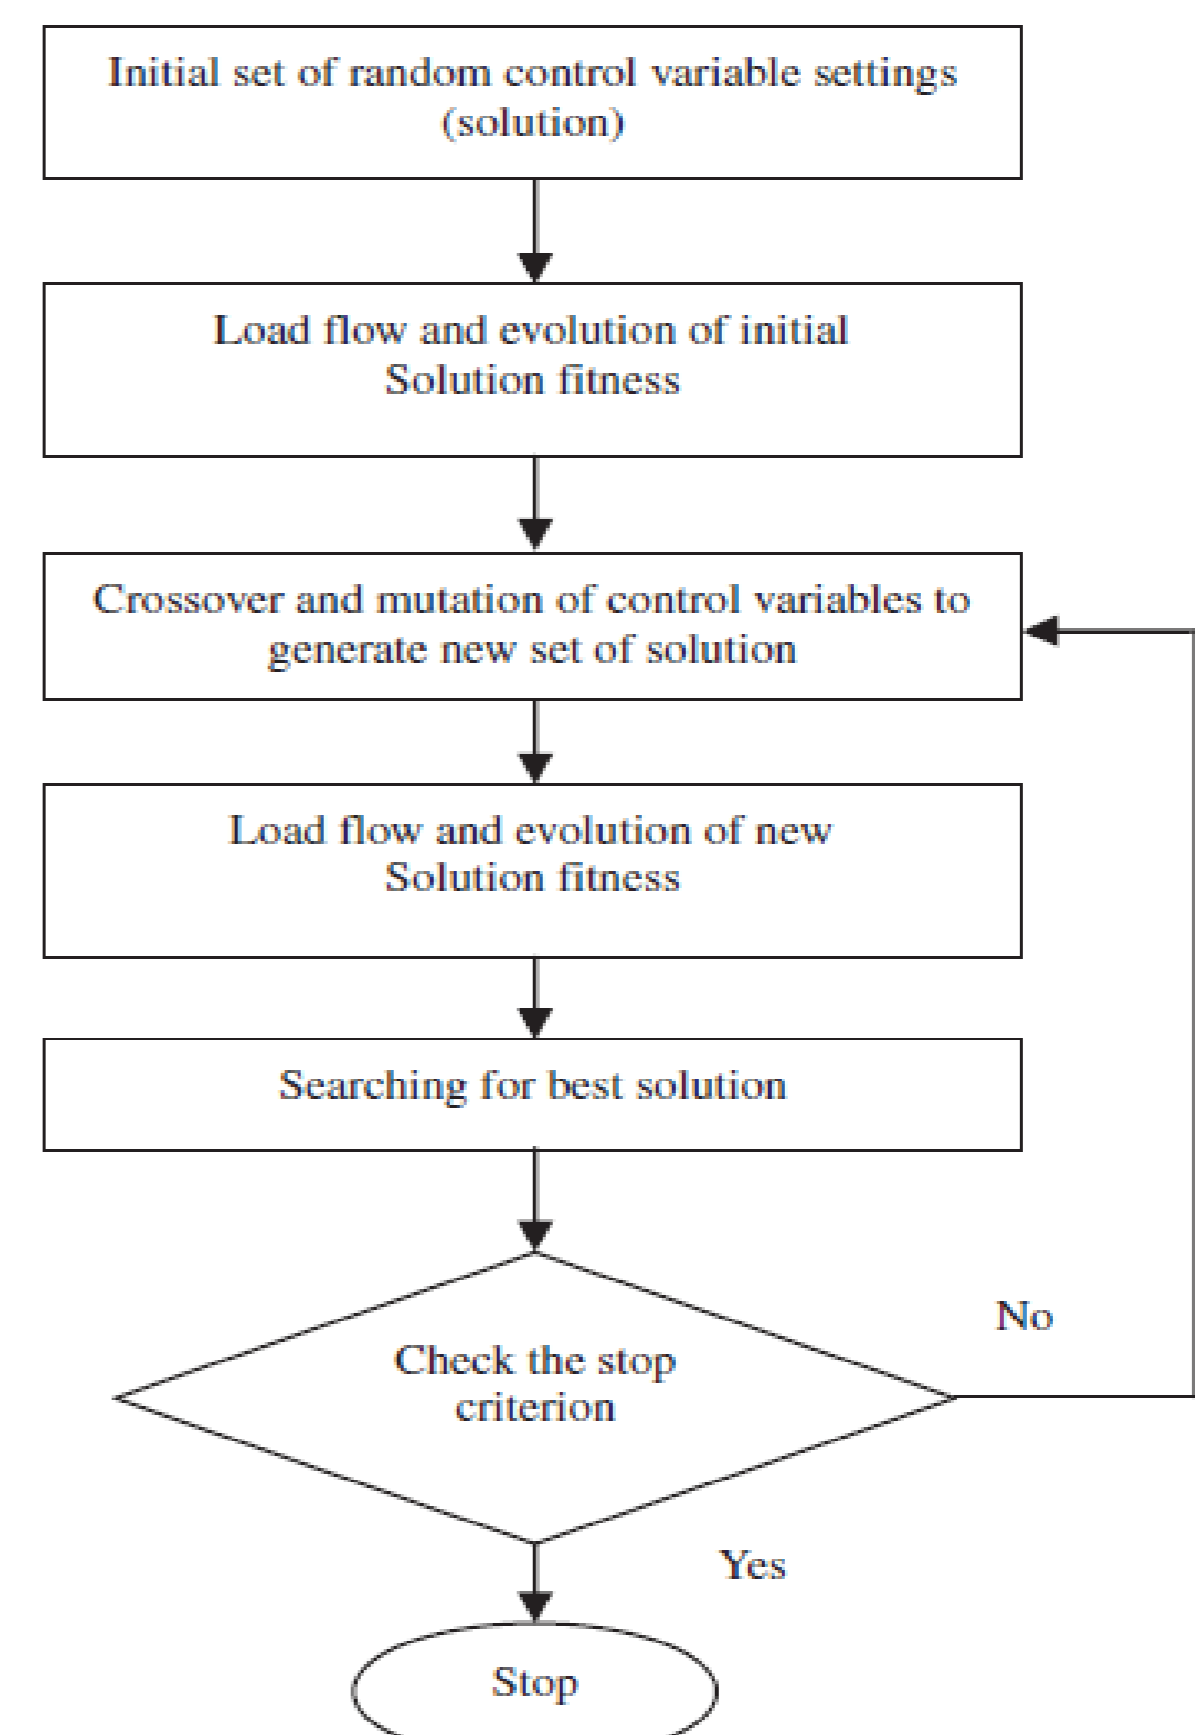 Initial set of random control variable settings
(solution)
Load flow and evolution of initial
Solution fitness
Crossover and mutation of control variables to
generate new set of solution
Load flow and evolution of new
Solution fitness
Searching for best solution
Check the stop
criterion
No
Yes
Stop